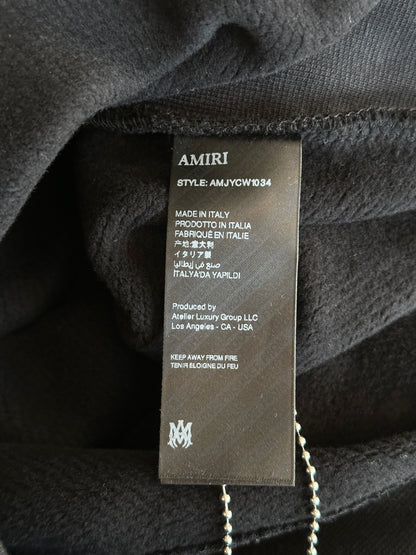 AMIRI
STYLE: AMJYCW1034
MADE IN ITALY
PRODOTTO IN ITALIA
FABRIQUÉ EN ITALIE
产地:意大利
イタリア製
صنع في إيطاليا
İTALYA'DA YAPILDI
Produced by
Atelier Luxury Group LLC
Los Angeles - CA - USA
KEEP AWAY FROM FIRE
TENIR ELOIGNE DU FEU
MA